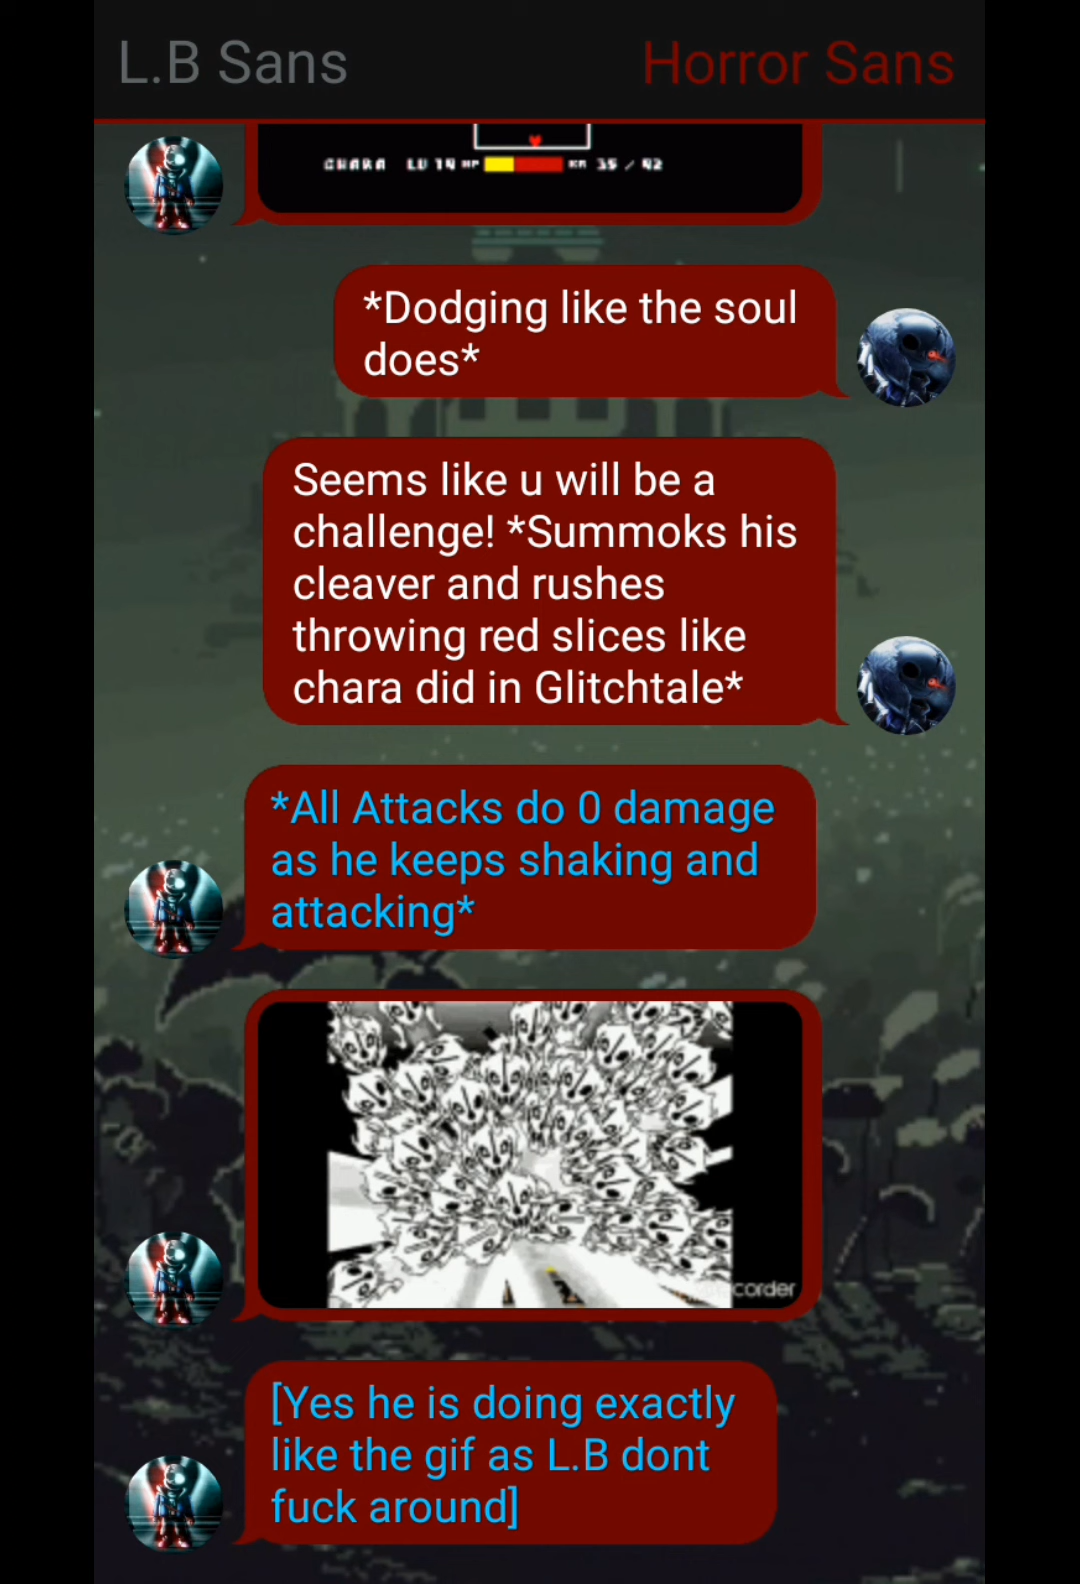 L.B Sans
Horror Sans
CHARA LV 19 HP KR 35 / 92
*Dodging like the soul
does*
Seems like u will be a
challenge! *Summoks his
cleaver and rushes
throwing red slices like
chara did in Glitchtale*
*All Attacks do 0 damage
as he keeps shaking and
attacking*
corder
[Yes he is doing exactly
like the gif as L.B dont
fuck around]